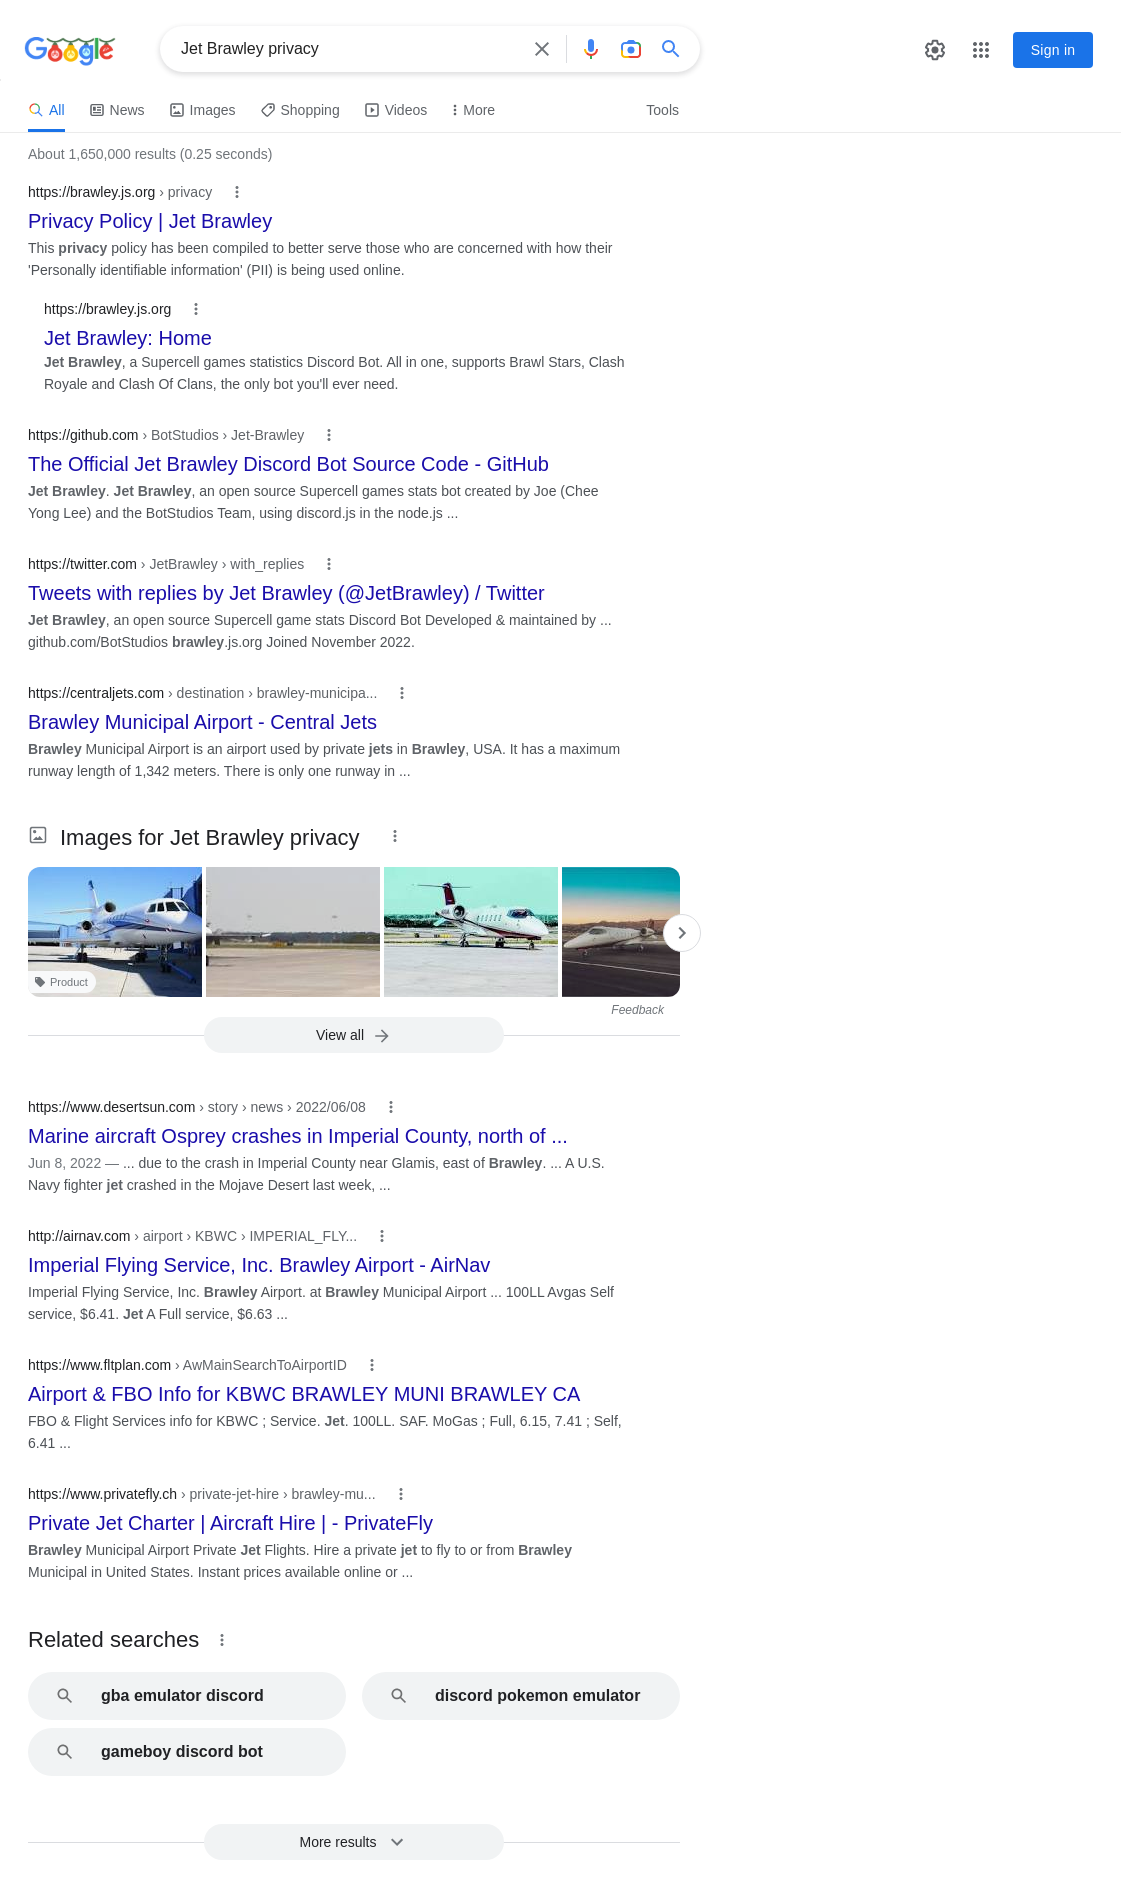 Google
Jet Brawley privacy
Sign in
All
News
Images
Shopping
Videos
More
Tools
About 1,650,000 results (0.25 seconds)
https://brawley.js.org › privacy
Privacy Policy | Jet Brawley
This privacy policy has been compiled to better serve those who are concerned with how their
'Personally identifiable information' (PII) is being used online.
https://brawley.js.org
Jet Brawley: Home
Jet Brawley, a Supercell games statistics Discord Bot. All in one, supports Brawl Stars, Clash
Royale and Clash Of Clans, the only bot you'll ever need.
https://github.com › BotStudios › Jet-Brawley
The Official Jet Brawley Discord Bot Source Code - GitHub
Jet Brawley. Jet Brawley, an open source Supercell games stats bot created by Joe (Chee
Yong Lee) and the BotStudios Team, using discord.js in the node.js ...
https://twitter.com › JetBrawley › with_replies
Tweets with replies by Jet Brawley (@JetBrawley) / Twitter
Jet Brawley, an open source Supercell game stats Discord Bot Developed & maintained by ...
github.com/BotStudios brawley.js.org Joined November 2022.
https://centraljets.com › destination › brawley-municipa...
Brawley Municipal Airport - Central Jets
Brawley Municipal Airport is an airport used by private jets in Brawley, USA. It has a maximum
runway length of 1,342 meters. There is only one runway in ...
Images for Jet Brawley privacy
Product
Feedback
View all
https://www.desertsun.com › story › news › 2022/06/08
Marine aircraft Osprey crashes in Imperial County, north of ...
Jun 8, 2022 — ... due to the crash in Imperial County near Glamis, east of Brawley. ... A U.S.
Navy fighter jet crashed in the Mojave Desert last week, ...
http://airnav.com › airport › KBWC › IMPERIAL_FLY...
Imperial Flying Service, Inc. Brawley Airport - AirNav
Imperial Flying Service, Inc. Brawley Airport. at Brawley Municipal Airport ... 100LL Avgas Self
service, $6.41. Jet A Full service, $6.63 ...
https://www.fltplan.com › AwMainSearchToAirportID
Airport & FBO Info for KBWC BRAWLEY MUNI BRAWLEY CA
FBO & Flight Services info for KBWC ; Service. Jet. 100LL. SAF. MoGas ; Full, 6.15, 7.41 ; Self,
6.41 ...
https://www.privatefly.ch › private-jet-hire › brawley-mu...
Private Jet Charter | Aircraft Hire | - PrivateFly
Brawley Municipal Airport Private Jet Flights. Hire a private jet to fly to or from Brawley
Municipal in United States. Instant prices available online or ...
Related searches
gba emulator discord
discord pokemon emulator
gameboy discord bot
More results